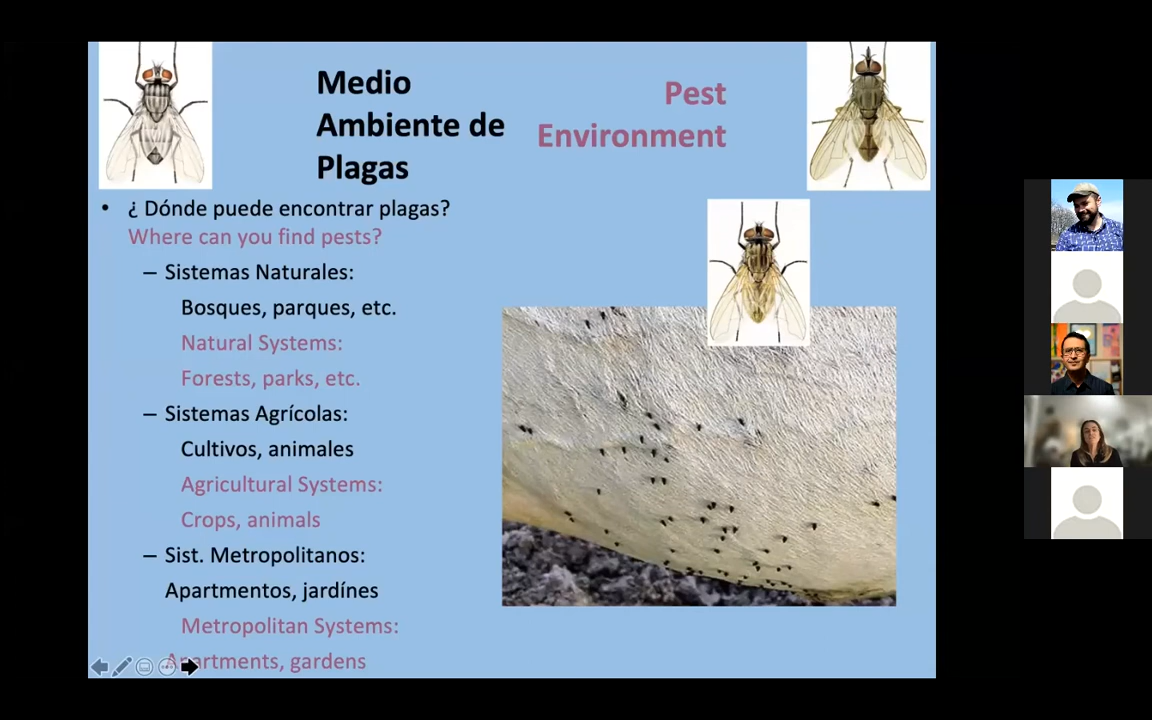 Medio
Ambiente de
Plagas
Pest
Environment
• ¿ Dónde puede encontrar plagas?
Where can you find pests?
– Sistemas Naturales:
Bosques, parques, etc.
Natural Systems:
Forests, parks, etc.
– Sistemas Agrícolas:
Cultivos, animales
Agricultural Systems:
Crops, animals
– Sist. Metropolitanos:
Apartmentos, jardínes
Metropolitan Systems:
Apartments, gardens